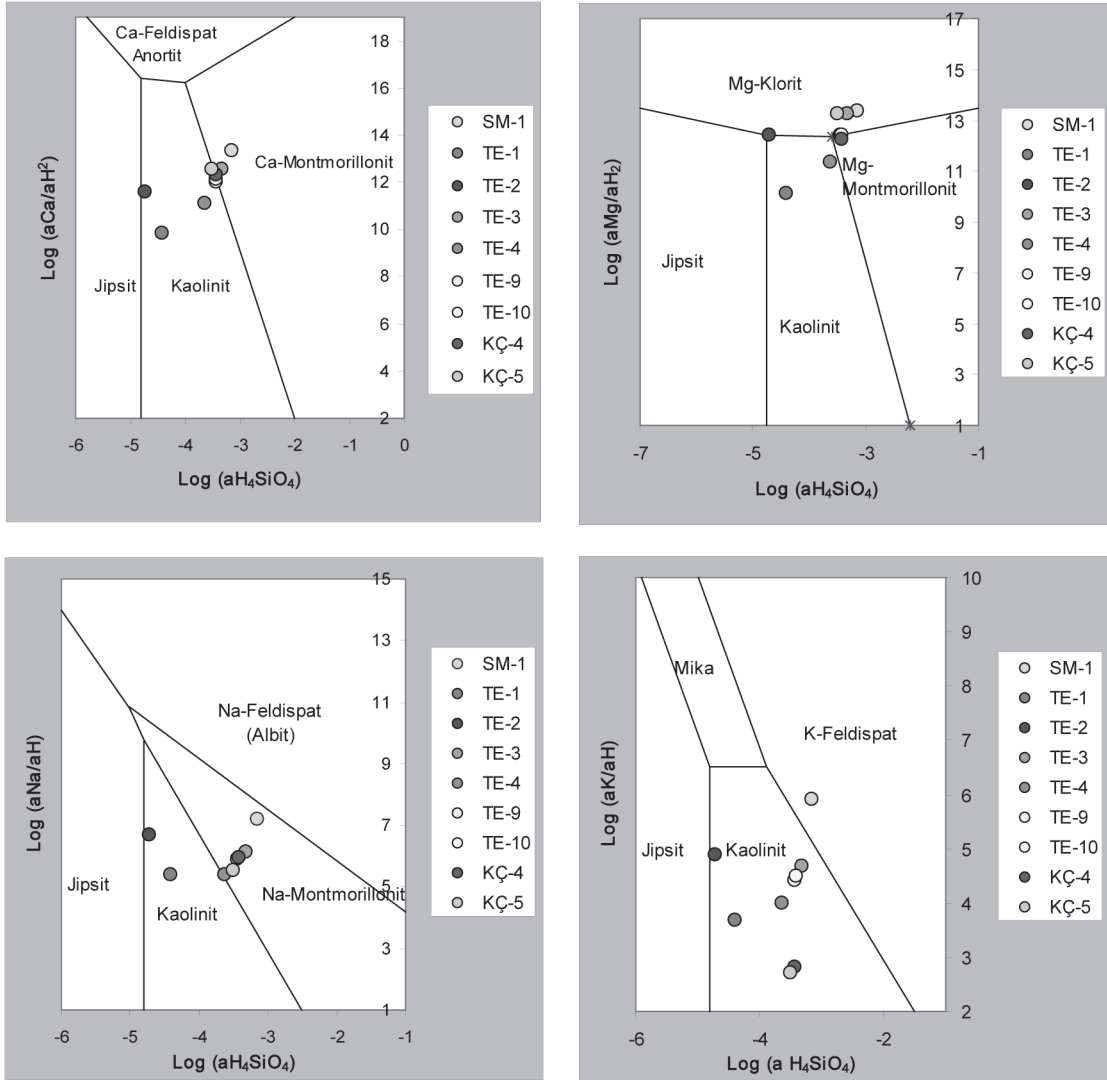 Ca-Feldispat
Anortit
Ca-Montmorillonit
Jipsit
Kaolinit
18
16
14
12
10
8
6
4
2
-6 -5 -4 -3 -2 -1 0
Log (aCa/aH²)
Log (aH₄SiO₄)
SM-1
TE-1
TE-2
TE-3
TE-4
TE-9
TE-10
KÇ-4
KÇ-5
Mg-Klorit
Mg-
Montmorillonit
Jipsit
Kaolinit
17
15
13
11
9
7
5
3
1
-7 -5 -3 -1
Log (aMg/aH₂)
Log (aH₄SiO₄)
SM-1
TE-1
TE-2
TE-3
TE-4
TE-9
TE-10
KÇ-4
KÇ-5
Na-Feldispat
(Albit)
Jipsit
Kaolinit
Na-Montmorillonit
15
13
11
9
7
5
3
1
-6 -5 -4 -3 -2 -1
Log (aNa/aH)
Log (aH₄SiO₄)
SM-1
TE-1
TE-2
TE-3
TE-4
TE-9
TE-10
KÇ-4
KÇ-5
Mika
K-Feldispat
Jipsit
Kaolinit
10
9
8
7
6
5
4
3
2
-6 -4 -2
Log (aK/aH)
Log (a H₄SiO₄)
SM-1
TE-1
TE-2
TE-3
TE-4
TE-9
TE-10
KÇ-4
KÇ-5